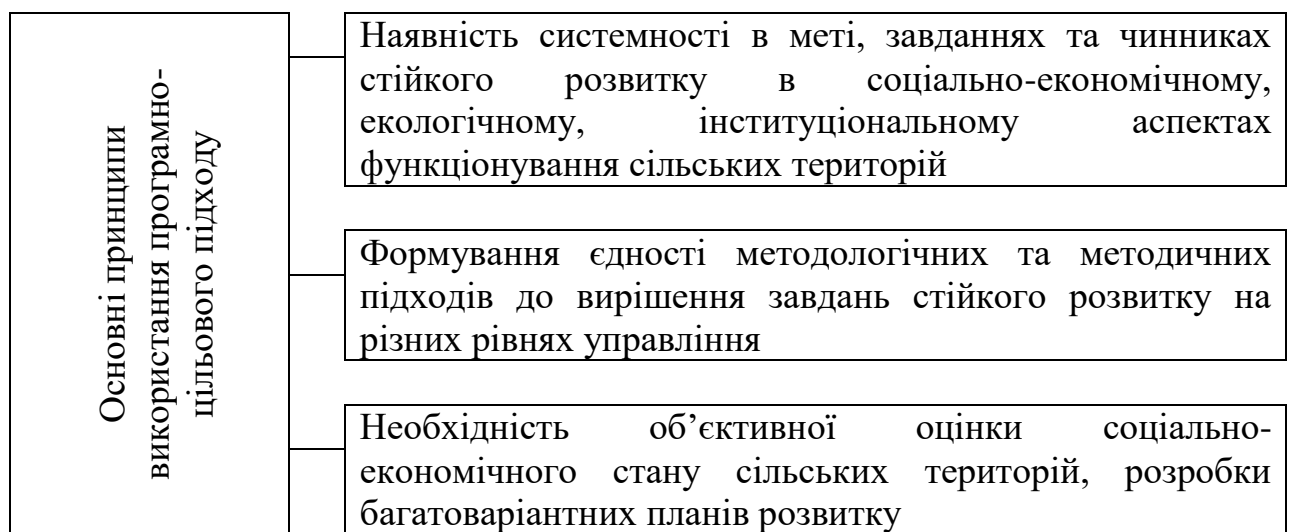 Основні принципи
використання програмно-
цільового підходу
Наявність системності в меті, завданнях та чинниках
стійкого розвитку в соціально-економічному,
екологічному, інституціональному аспектах
функціонування сільських територій
Формування єдності методологічних та методичних
підходів до вирішення завдань стійкого розвитку на
різних рівнях управління
Необхідність об’єктивної оцінки соціально-
економічного стану сільських територій, розробки
багатоваріантних планів розвитку